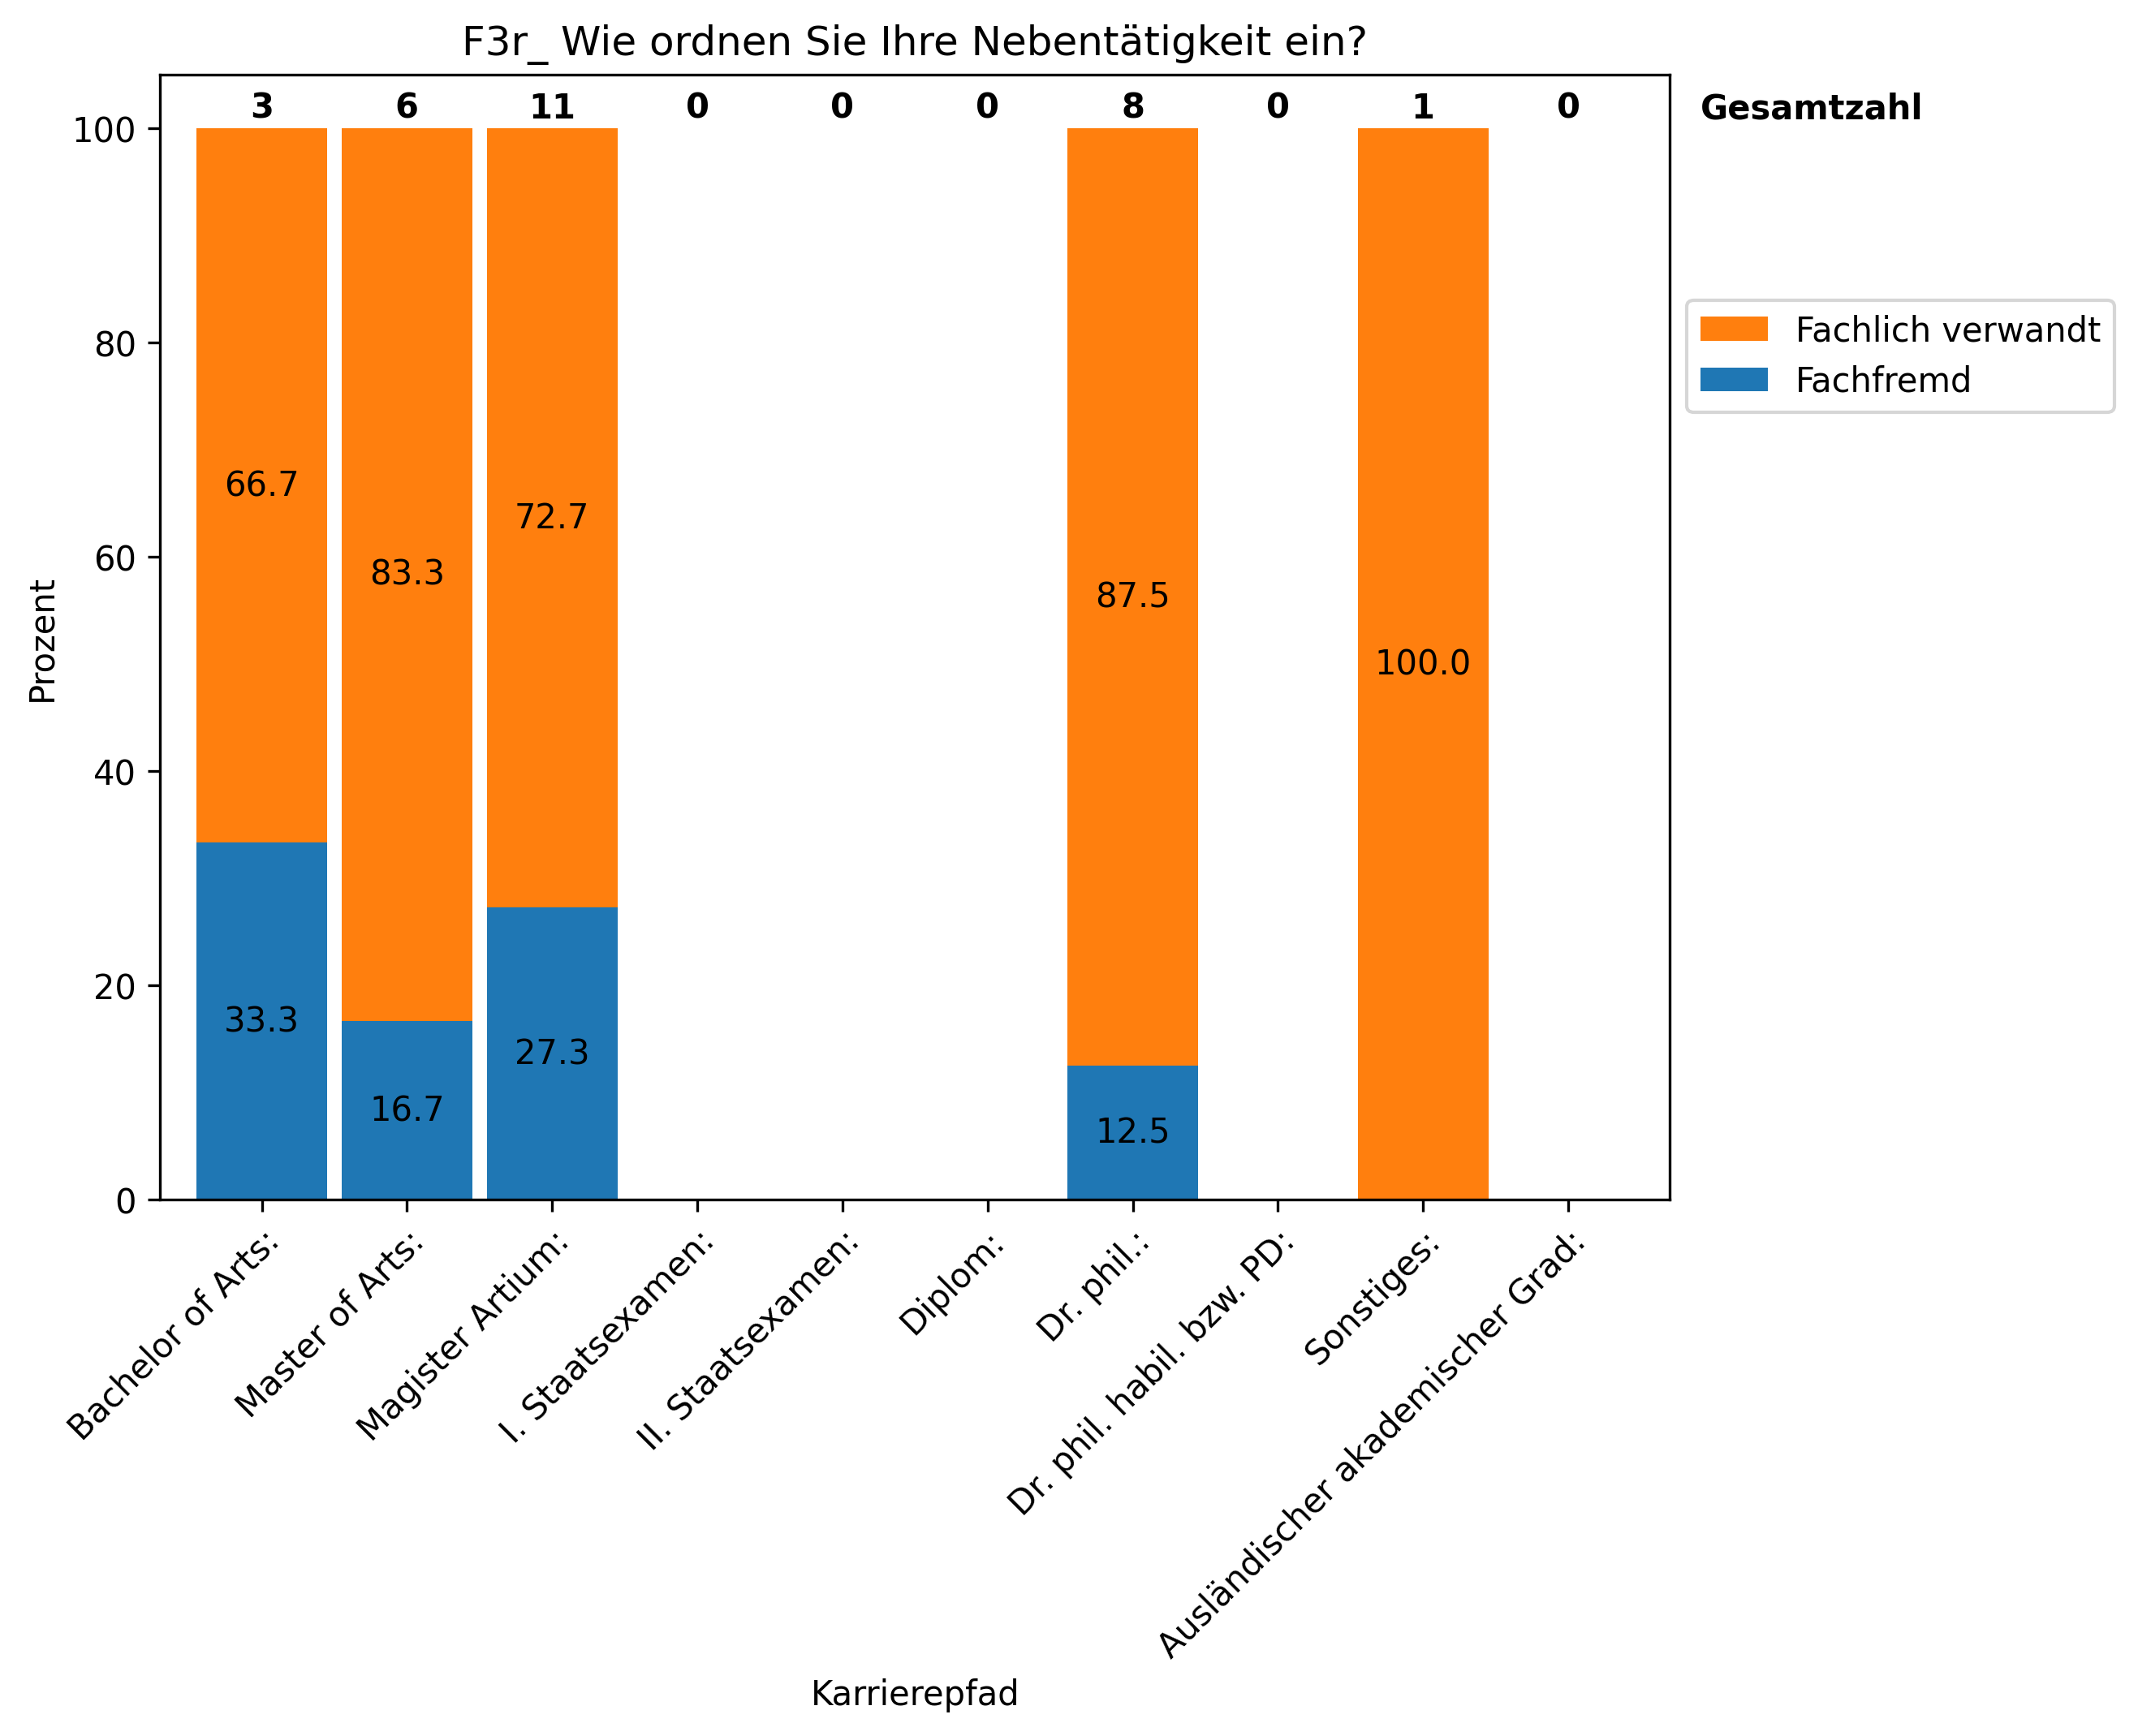 F3r_ Wie ordnen Sie Ihre Nebentätigkeit ein?
3 6 11 0 0 0 8 0 1 0 Gesamtzahl
100
80
60
40
20
0
Prozent
Fachlich verwandt
Fachfremd
66.7
83.3
72.7
87.5
100.0
33.3
16.7
27.3
12.5
Bachelor of Arts:
Master of Arts:
Magister Artium:
I. Staatsexamen:
II. Staatsexamen:
Diplom:
Dr. phil.:
Dr. phil. habil. bzw. PD:
Sonstiges:
Ausländischer akademischer Grad:
Karrierepfad